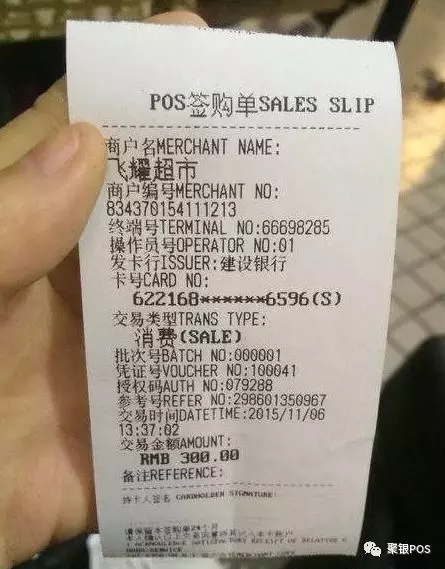 POS签购单SALES SLIP
商户名MERCHANT NAME:
飞耀超市
商户编号MERCHANT NO:
834370154111213
终端号TERMINAL NO:66698285
操作员号OPERATOR NO:01
发卡行ISSUER:建设银行
卡号CARD NO:
622168******6596(S)
交易类型TRANS TYPE:
消费(SALE)
批次号BATCH NO:000001
凭证号VOUCHER NO:100041
授权码AUTH NO:079288
参考号REFER NO:298601350967
交易时间DATETIME:2015/11/06
13:37:02
交易金额AMOUNT:
RMB 300.00
备注REFERENCE:
持卡人签名 CARDHOLDER SIGNATURE:
I ACKNOWLEDGE SATISFACTORY RECEIPT OF RELATIVE G
聚银POS